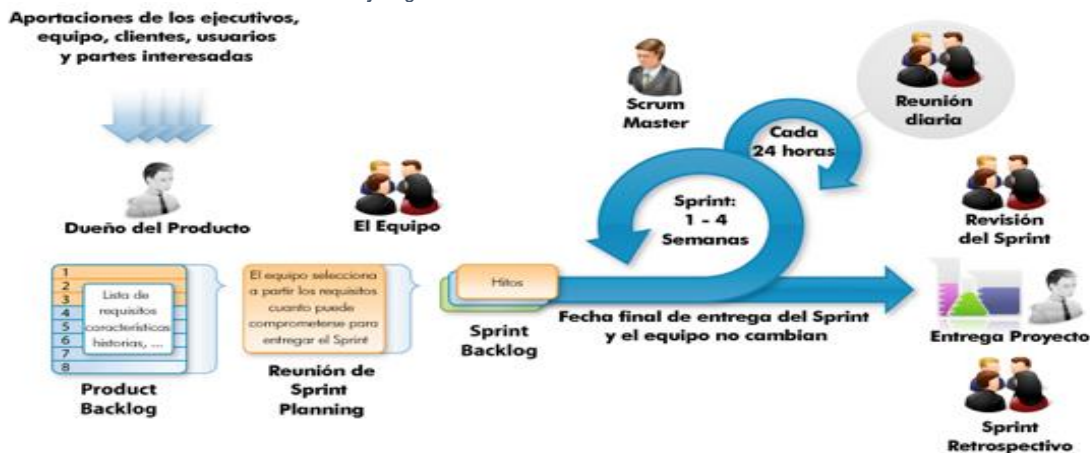 Aportaciones de los ejecutivos,
equipo, clientes, usuarios
y partes interesadas
Dueño del Producto
El Equipo
Scrum
Master
Cada
24 horas
Reunión
diaria
Sprint:
1 - 4
Semanas
Revisión
del Sprint
1
2
3
4
5
6
7
8
Lista de
requisitos
características
historias, ...
Product
Backlog
El equipo selecciona
a partir los requisitos
cuanto puede
comprometerse para
entregar el Sprint
Reunión de
Sprint
Planning
Hitos
Sprint
Backlog
Fecha final de entrega del Sprint
y el equipo no cambian
Entrega Proyecto
Sprint
Retrospectivo